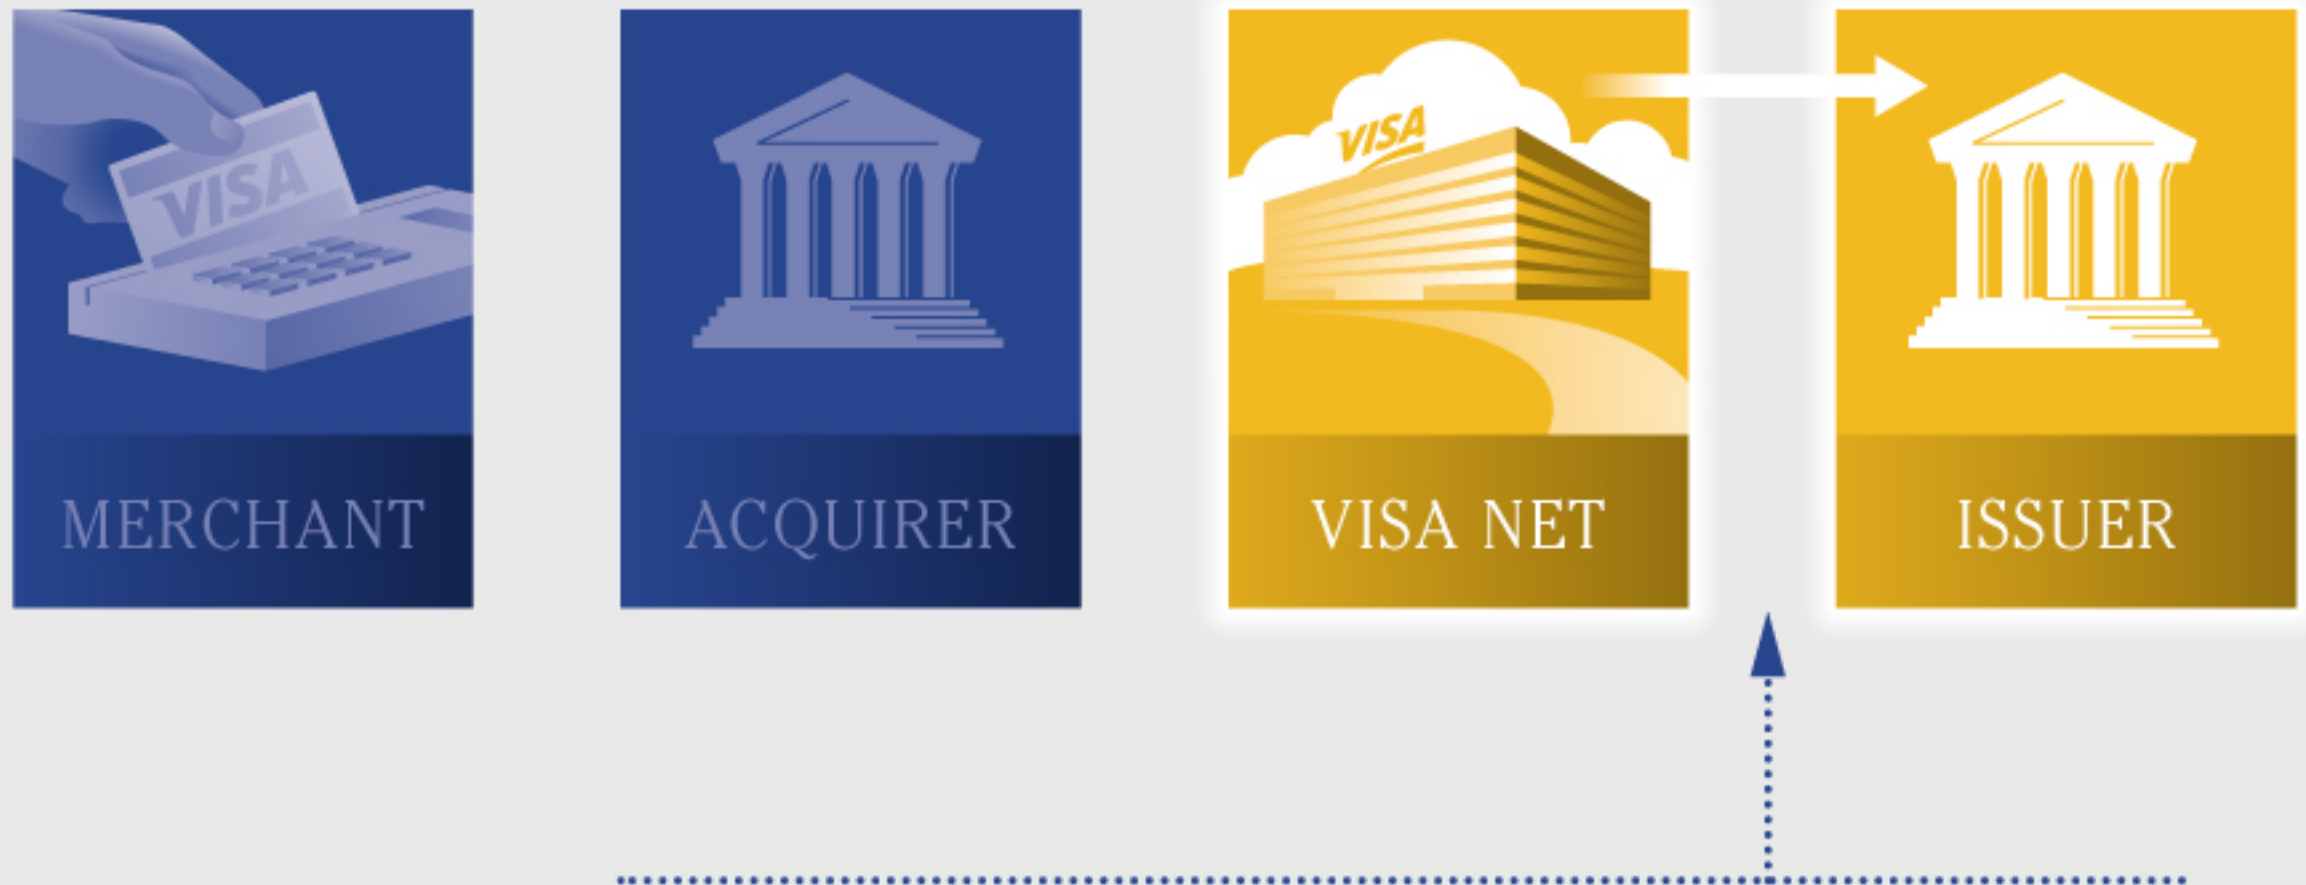 VISA
VISA
MERCHANT
ACQUIRER
VISA NET
ISSUER